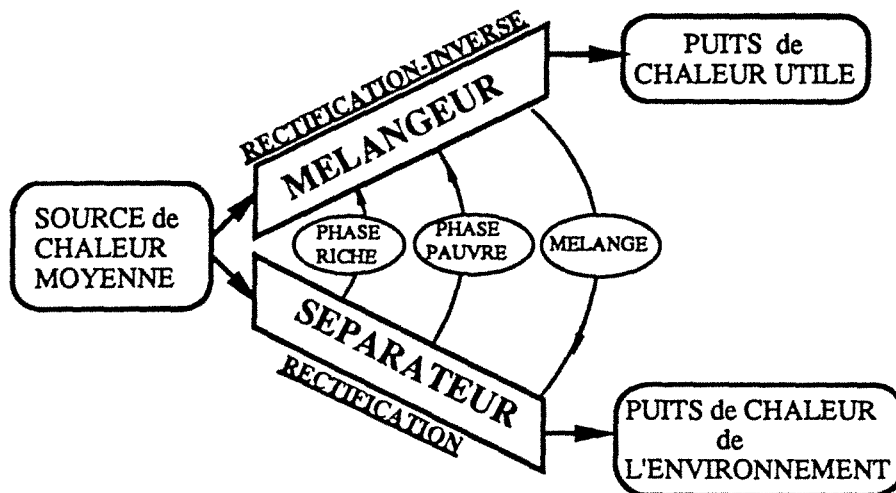 RECTIFICATION-INVERSE
MELANGEUR
PUITS de
CHALEUR UTILE
SOURCE de
CHALEUR
MOYENNE
PHASE
RICHE
PHASE
PAUVRE
MELANGE
SEPARATEUR
RECTIFICATION
PUITS de CHALEUR
de
L'ENVIRONNEMENT